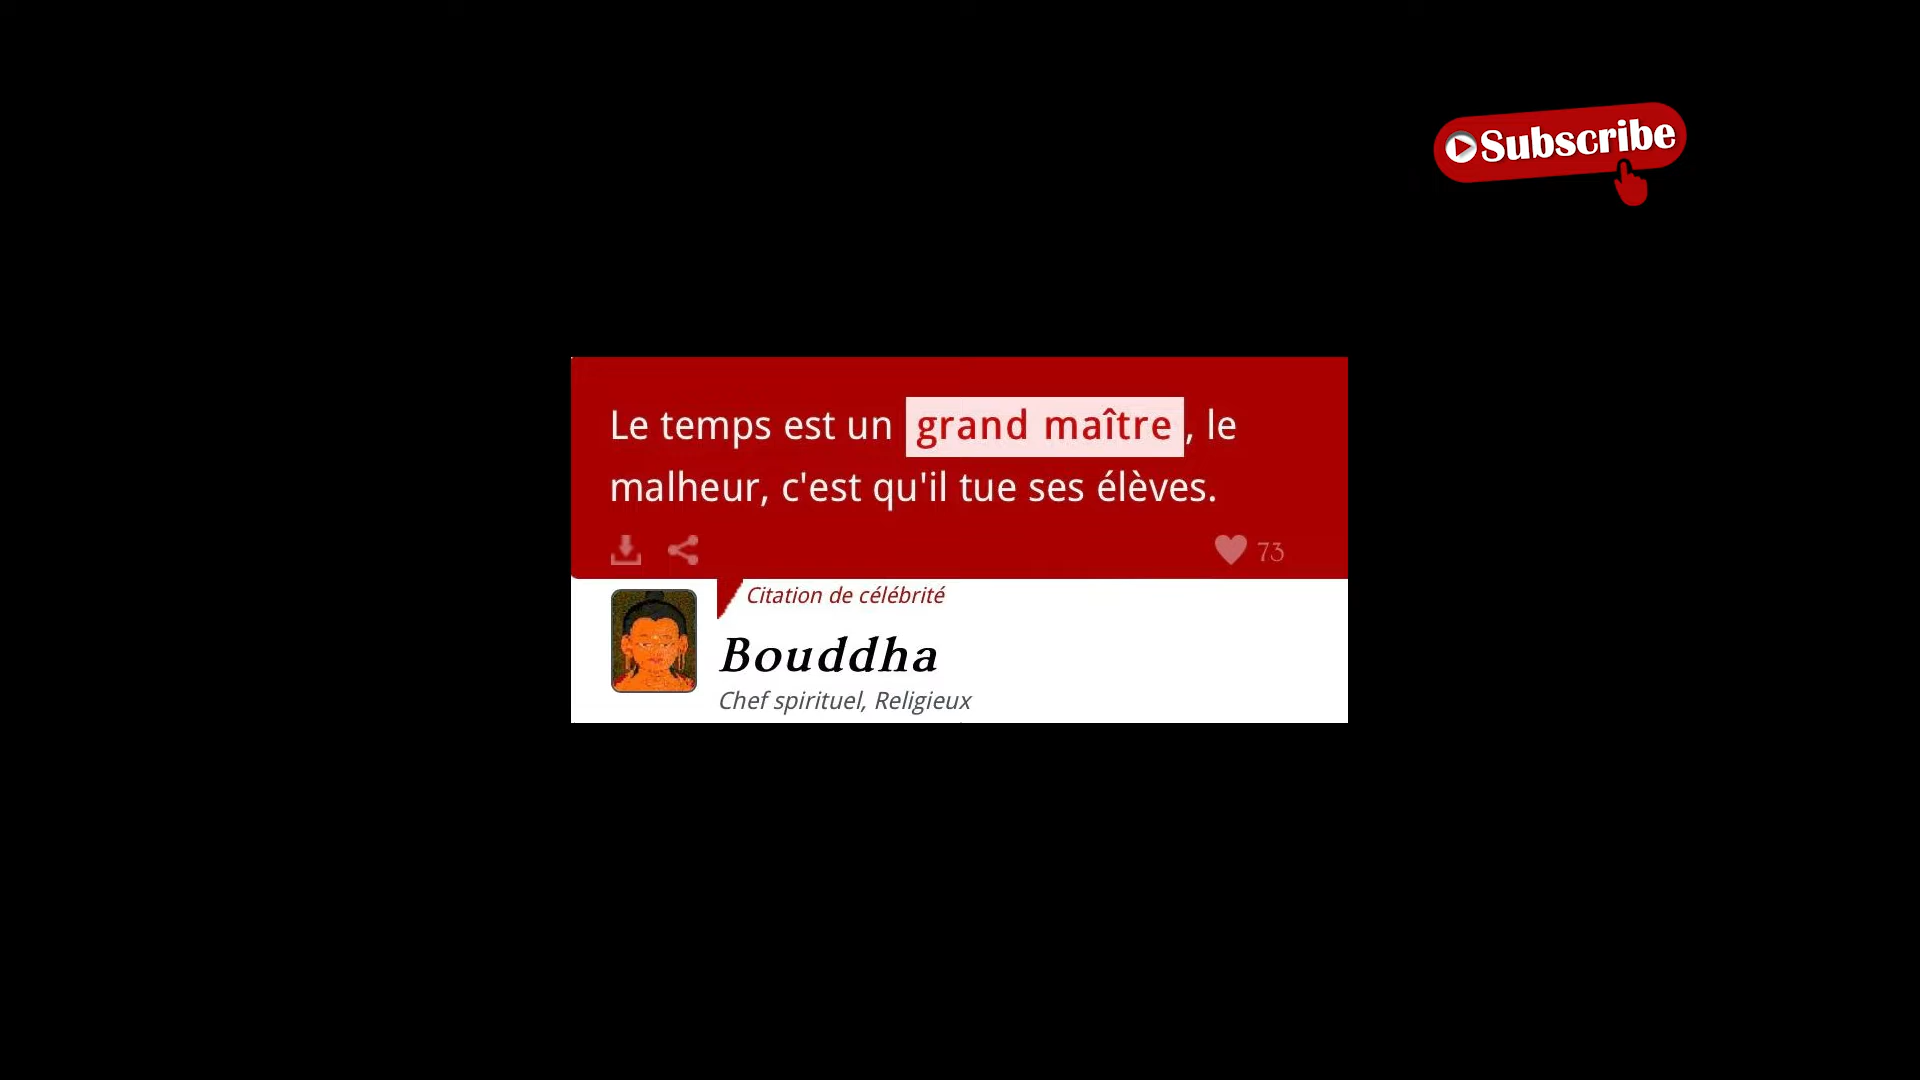 Subscribe
Le temps est un grand maître, le
malheur, c'est qu'il tue ses élèves.
73
Citation de célébrité
Bouddha
Chef spirituel, Religieux